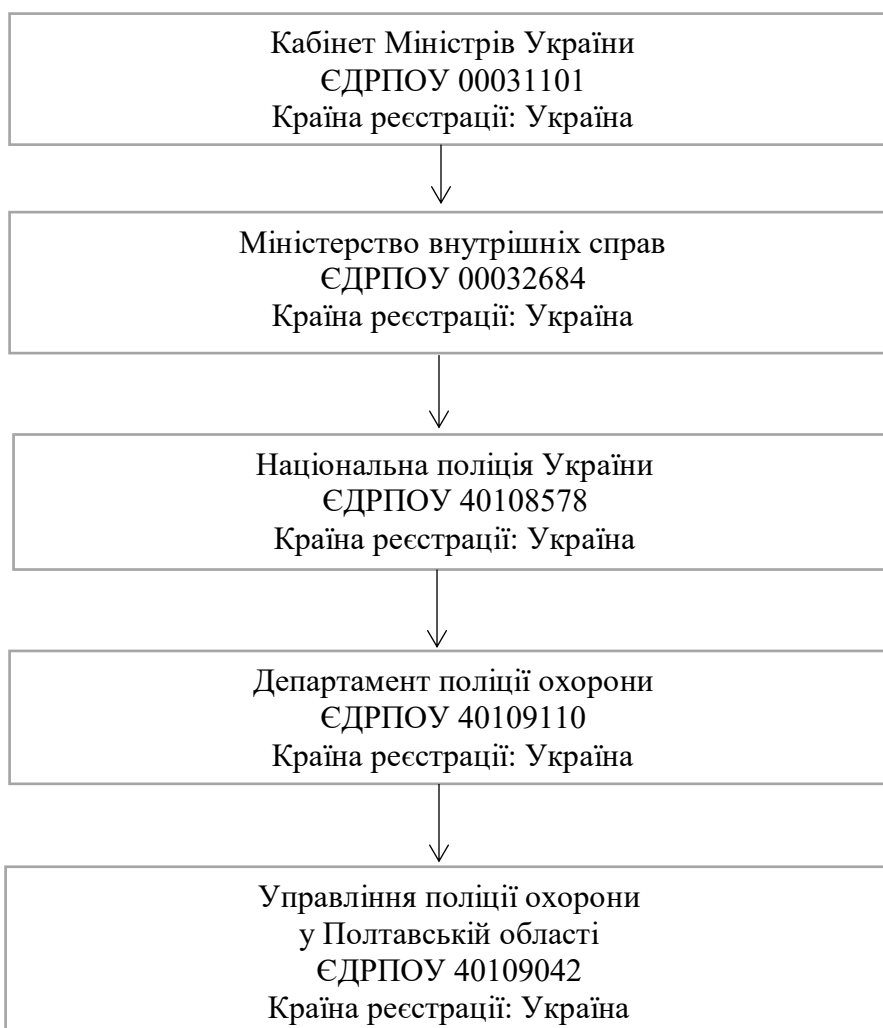 Кабінет Міністрів України
ЄДРПОУ 00031101
Країна реєстрації: Україна
Міністерство внутрішніх справ
ЄДРПОУ 00032684
Країна реєстрації: Україна
Національна поліція України
ЄДРПОУ 40108578
Країна реєстрації: Україна
Департамент поліції охорони
ЄДРПОУ 40109110
Країна реєстрації: Україна
Управління поліції охорони
у Полтавській області
ЄДРПОУ 40109042
Країна реєстрації: Україна